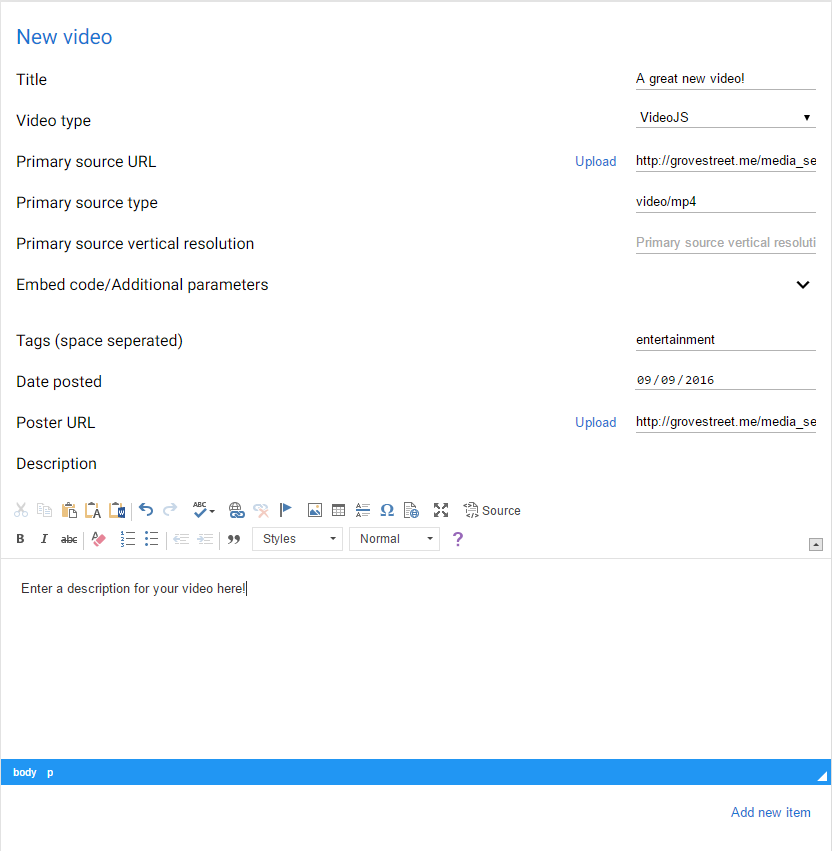 New video
Title A great new video!
Video type VideoJS
Primary source URL Upload http://grovestreet.me/media_se
Primary source type video/mp4
Primary source vertical resolution Primary source vertical resoluti
Embed code/Additional parameters
Tags (space seperated) entertainment
Date posted 09/09/2016
Poster URL Upload http://grovestreet.me/media_se
Description
ABC Ω Source
B I abc Styles Normal ?
Enter a description for your video here!
body p
Add new item